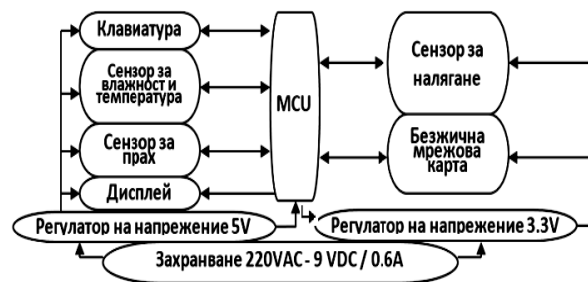 Клавиатура
Сензор за
влажност и
температура
Сензор за
прах
Дисплей
MCU
Сензор за
налягане
Безжична
мрежова
карта
Регулатор на напрежение 5V
Регулатор на напрежение 3.3V
Захранване 220VAC - 9 VDC / 0.6A